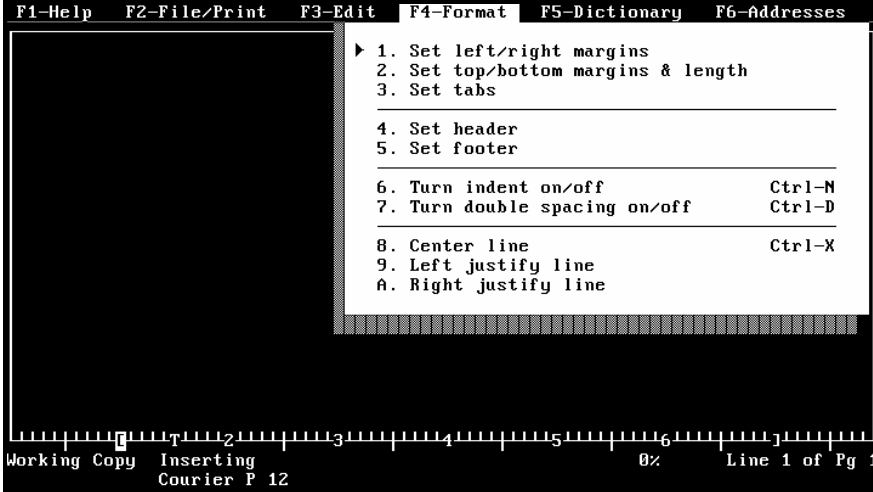 F1-Help F2-File/Print F3-Edit F4-Format F5-Dictionary F6-Addresses
1. Set left/right margins
2. Set top/bottom margins & length
3. Set tabs
4. Set header
5. Set footer
6. Turn indent on/off Ctrl-N
7. Turn double spacing on/off Ctrl-D
8. Center line Ctrl-X
9. Left justify line
A. Right justify line
[ T 2 3 4 5 6 ]
Working Copy Inserting 0% Line 1 of Pg 1
Courier P 12